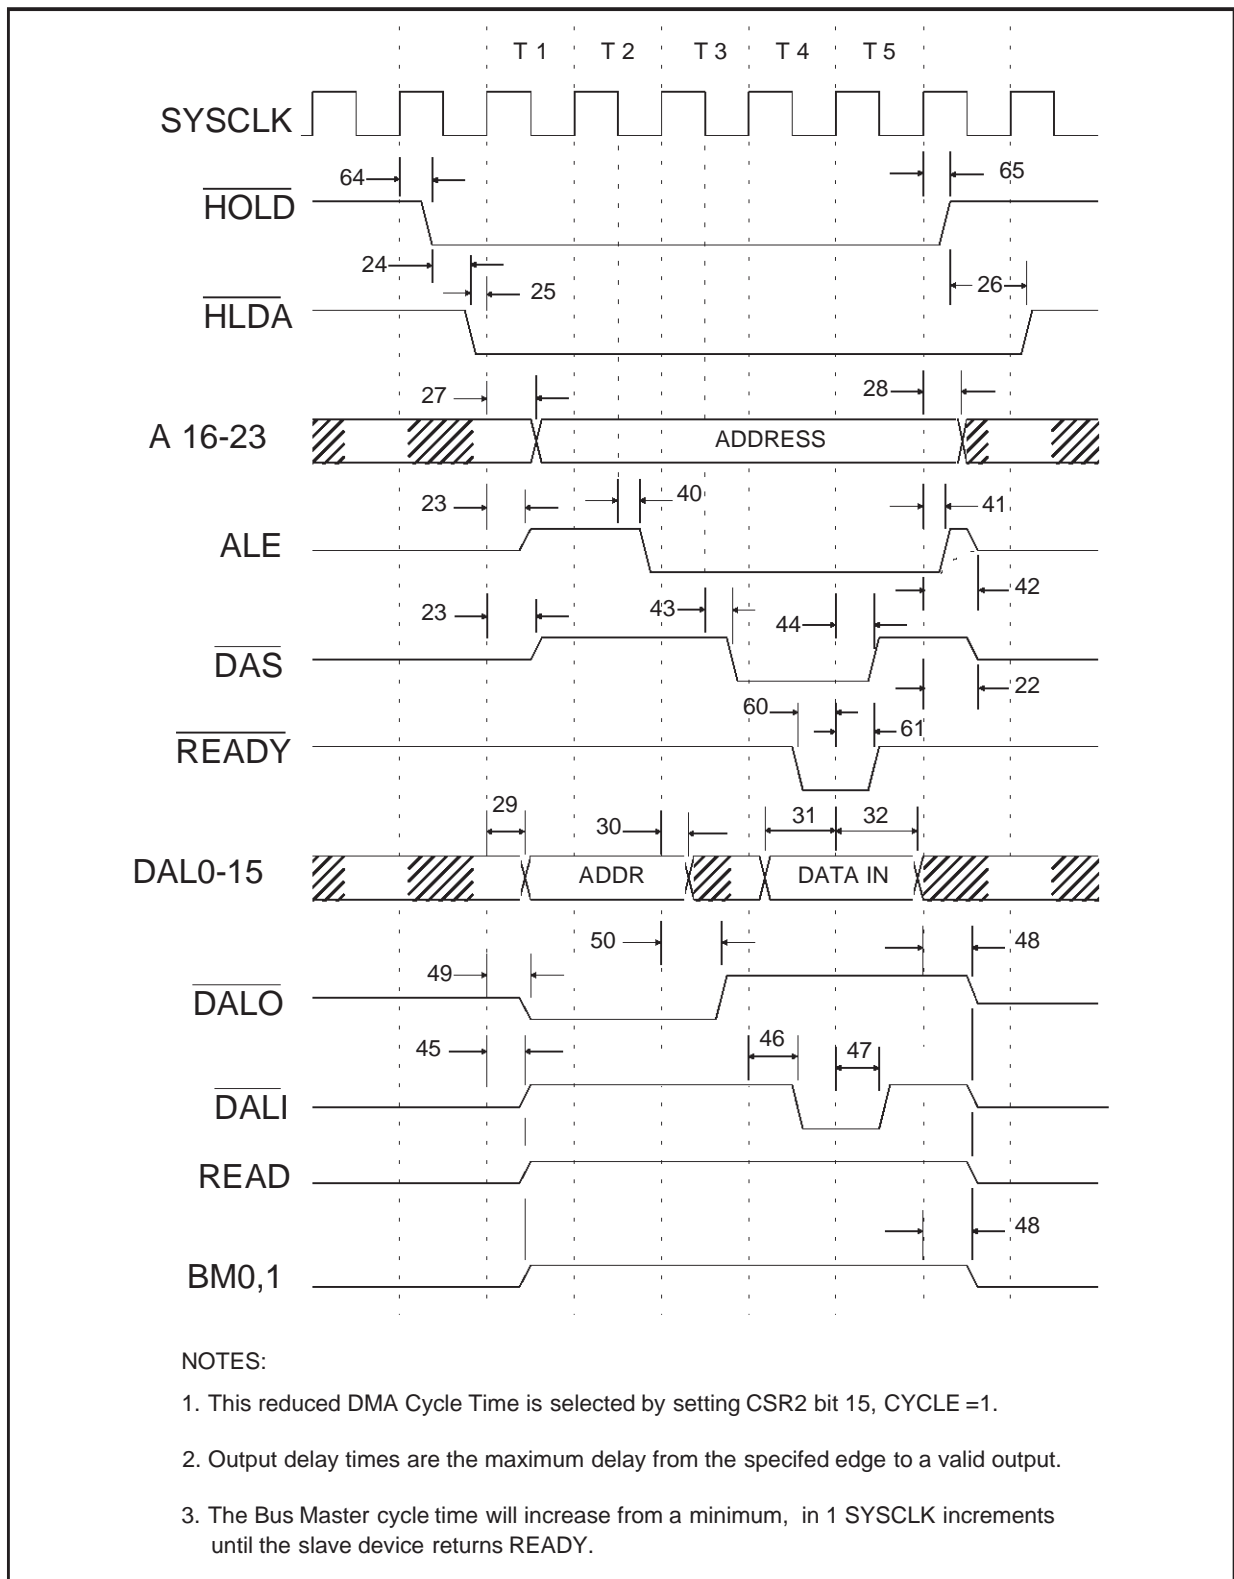 T 1 T 2 T 3 T 4 T 5
SYSCLK
64 65
HOLD
24 25 26
HLDA
27 28
A 16-23 ADDRESS
23 40 41
ALE
42
23 43 44
DAS
22
60 61
READY
29 30 31 32
DAL0-15 ADDR DATA IN
50 48
49
DALO
45 46 47
DALI
READ
48
BM0,1
NOTES:
1. This reduced DMA Cycle Time is selected by setting CSR2 bit 15, CYCLE =1.
2. Output delay times are the maximum delay from the specifed edge to a valid output.
3. The Bus Master cycle time will increase from a minimum, in 1 SYSCLK increments
until the slave device returns READY.